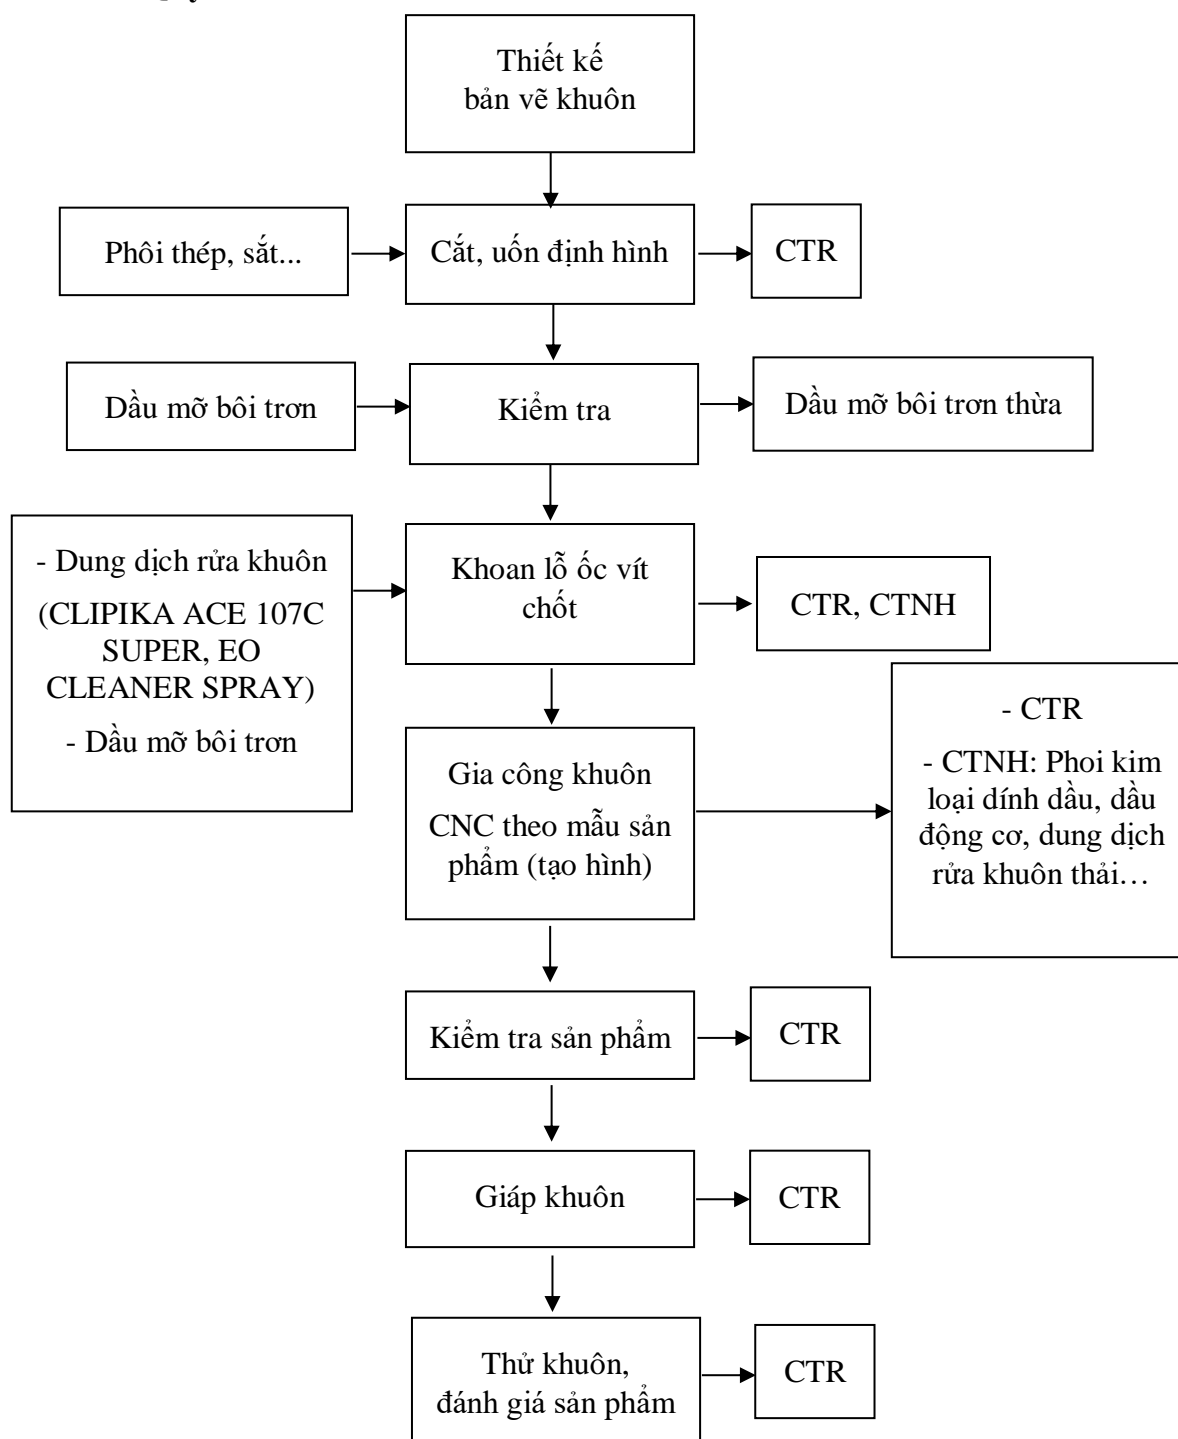 Thiết kế
bản vẽ khuôn
Phôi thép, sắt...
Cắt, uốn định hình
CTR
Dầu mỡ bôi trơn
Kiểm tra
Dầu mỡ bôi trơn thừa
- Dung dịch rửa khuôn
(CLIPIKA ACE 107C
SUPER, EO
CLEANER SPRAY)
- Dầu mỡ bôi trơn
Khoan lỗ ốc vít
chốt
CTR, CTNH
Gia công khuôn
CNC theo mẫu sản
phẩm (tạo hình)
- CTR
- CTNH: Phoi kim
loại dính dầu, dầu
động cơ, dung dịch
rửa khuôn thải…
Kiểm tra sản phẩm
CTR
Giáp khuôn
CTR
Thử khuôn,
đánh giá sản phẩm
CTR